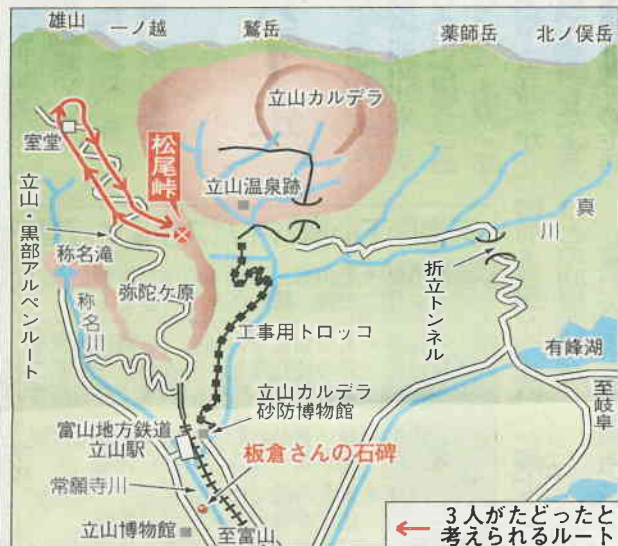 雄山
一ノ越
鷲岳
薬師岳
北ノ俣岳
立山カルデラ
室堂
松尾峠
立山温泉跡
真川
立山・黒部アルペンルート
称名滝
弥陀ケ原
称名川
折立トンネル
工事用トロッコ
有峰湖
至岐阜
立山カルデラ
砂防博物館
富山地方鉄道
立山駅
板倉さんの石碑
常願寺川
立山博物館
至富山
3人がたどったと
考えられるルート